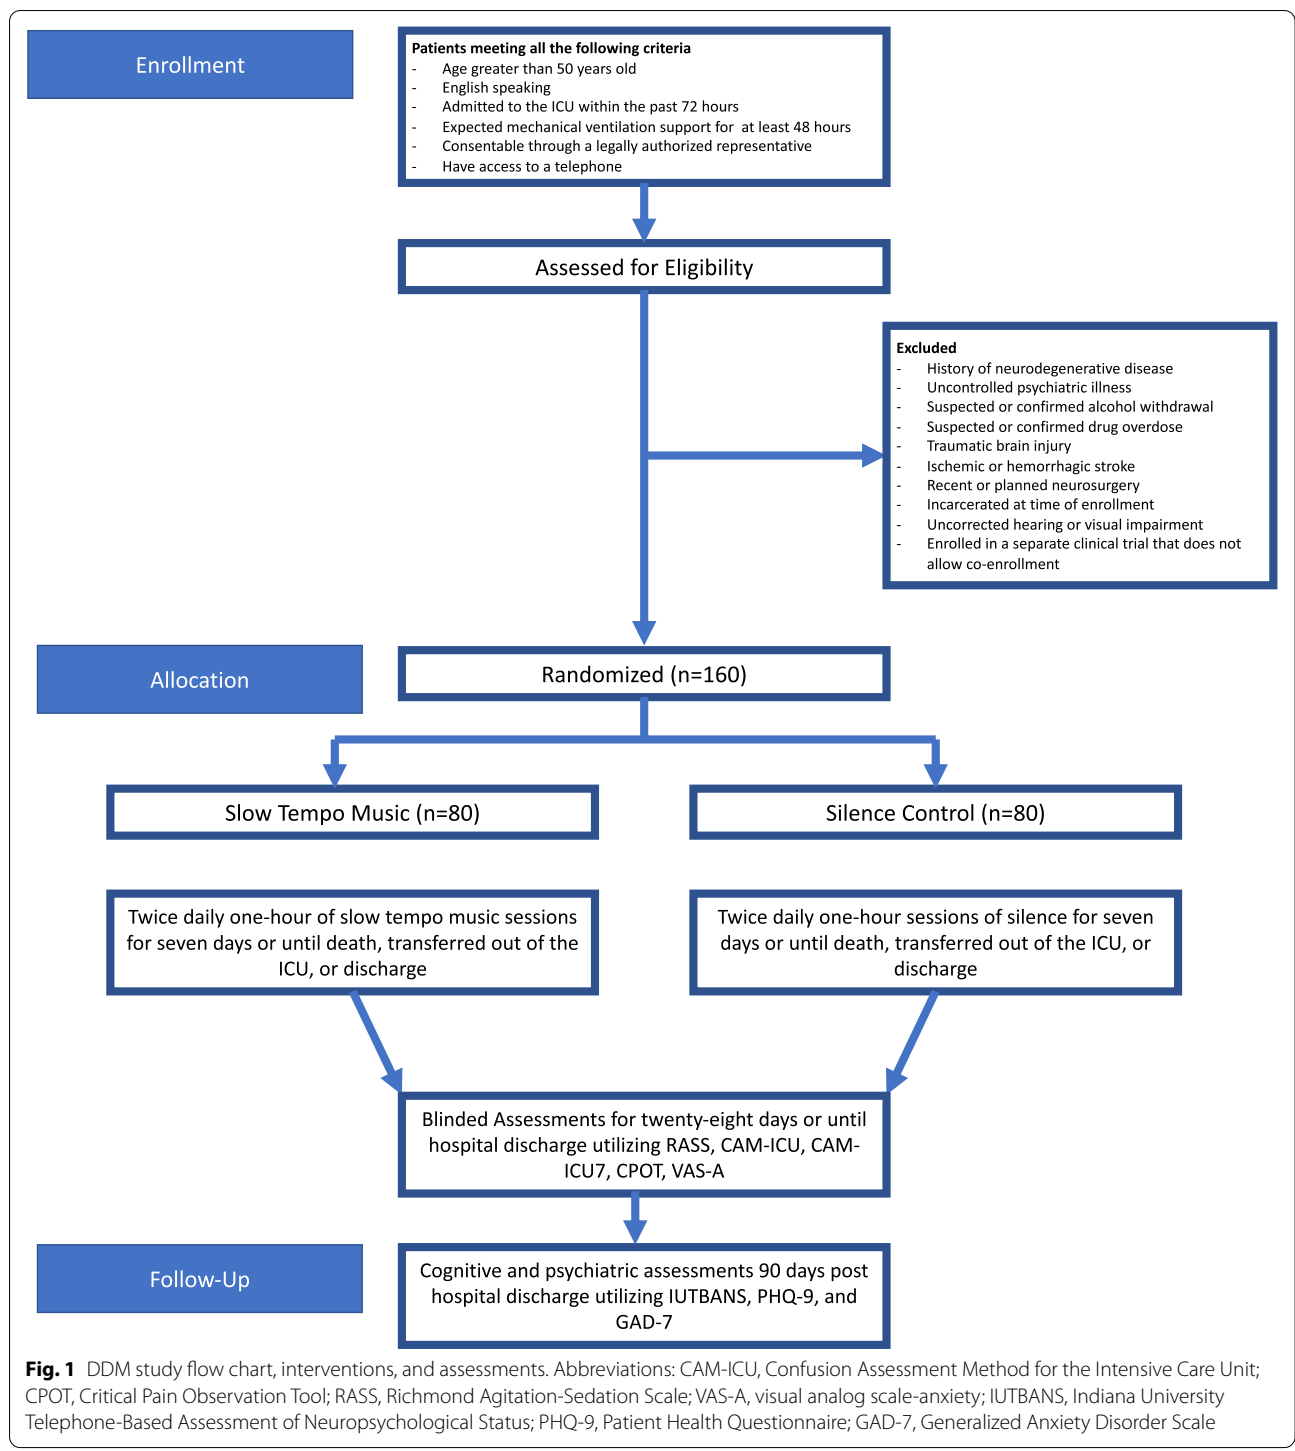 Enrollment
Patients meeting all the following criteria
- Age greater than 50 years old
- English speaking
- Admitted to the ICU within the past 72 hours
- Expected mechanical ventilation support for at least 48 hours
- Consentable through a legally authorized representative
- Have access to a telephone
Assessed for Eligibility
Excluded
- History of neurodegenerative disease
- Uncontrolled psychiatric illness
- Suspected or confirmed alcohol withdrawal
- Suspected or confirmed drug overdose
- Traumatic brain injury
- Ischemic or hemorrhagic stroke
- Recent or planned neurosurgery
- Incarcerated at time of enrollment
- Uncorrected hearing or visual impairment
- Enrolled in a separate clinical trial that does not
allow co-enrollment
Allocation
Randomized (n=160)
Slow Tempo Music (n=80)
Silence Control (n=80)
Twice daily one-hour of slow tempo music sessions
for seven days or until death, transferred out of the
ICU, or discharge
Twice daily one-hour sessions of silence for seven
days or until death, transferred out of the ICU, or
discharge
Blinded Assessments for twenty-eight days or until
hospital discharge utilizing RASS, CAM-ICU, CAM-
ICU7, CPOT, VAS-A
Follow-Up
Cognitive and psychiatric assessments 90 days post
hospital discharge utilizing IUTBANS, PHQ-9, and
GAD-7
Fig. 1 DDM study flow chart, interventions, and assessments. Abbreviations: CAM-ICU, Confusion Assessment Method for the Intensive Care Unit;
CPOT, Critical Pain Observation Tool; RASS, Richmond Agitation-Sedation Scale; VAS-A, visual analog scale-anxiety; IUTBANS, Indiana University
Telephone-Based Assessment of Neuropsychological Status; PHQ-9, Patient Health Questionnaire; GAD-7, Generalized Anxiety Disorder Scale